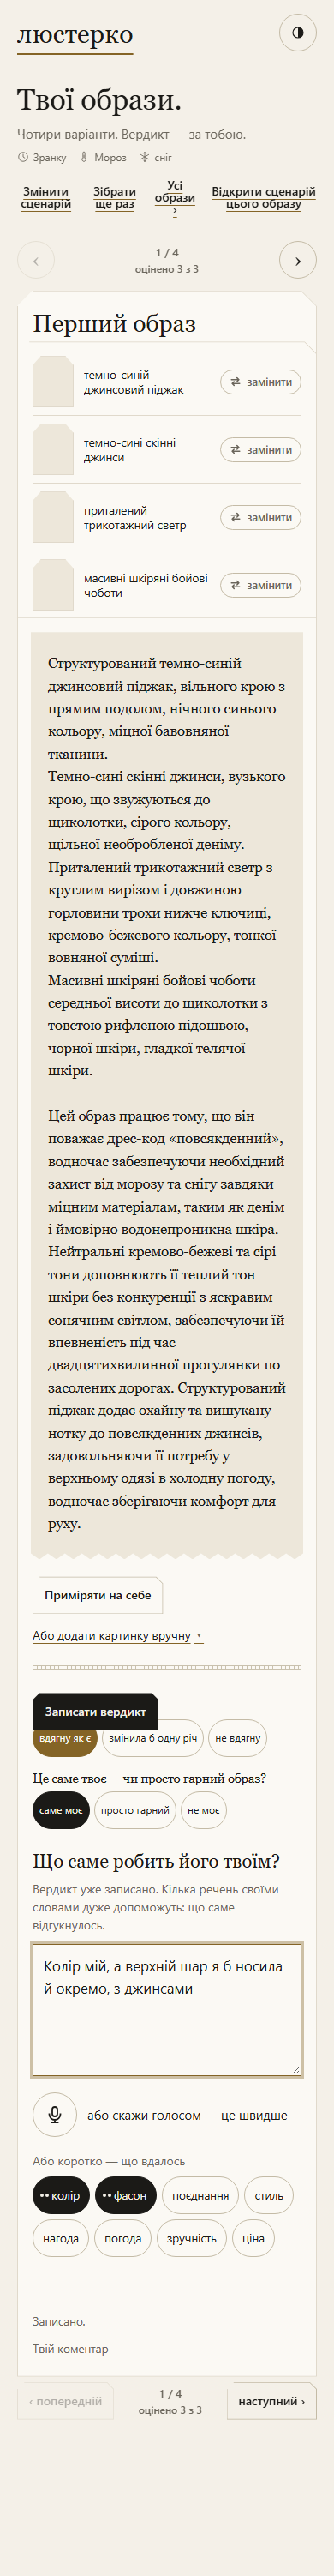 люстерко
Твої образи.
Чотири варіанти. Вердикт — за тобою.
Зранку Мороз сніг
Змінити сценарій
Зібрати ще раз
Усі образи ›
Відкрити сценарій цього образу
‹
1 / 4
оцінено 3 з 3
›
Перший образ
темно-синій
джинсовий піджак
замінити
темно-сині скінні
джинси
замінити
приталений
трикотажний светр
замінити
масивні шкіряні бойові
чоботи
замінити
Структурований темно-синій
джинсовий піджак, вільного крою з
прямим подолом, нічного синього
кольору, міцної бавовняної
тканини.
Темно-сині скінні джинси, вузького
крою, що звужуються до
щиколотки, сірого кольору,
щільної необробленої деніму.
Приталений трикотажний светр з
круглим вирізом і довжиною
горловини трохи нижче ключиці,
кремово-бежевого кольору, тонкої
вовняної суміші.
Масивні шкіряні бойові чоботи
середньої висоти до щиколотки з
товстою рифленою підошвою,
чорної шкіри, гладкої телячої
шкіри.
Цей образ працює тому, що він
поважає дрес-код «повсякденний»,
водночас забезпечуючи необхідний
захист від морозу та снігу завдяки
міцним матеріалам, таким як денім
і ймовірно водонепроникна шкіра.
Нейтральні кремово-бежеві та сірі
тони доповнюють її теплий тон
шкіри без конкуренції з яскравим
сонячним світлом, забезпечуючи їй
впевненість під час
двадцятихвилинної прогулянки по
засолених дорогах. Структурований
піджак додає охайну та вишукану
нотку до повсякденних джинсів,
задовольняючи її потребу у
верхньому одязі в холодну погоду,
водночас зберігаючи комфорт для
руху.
Приміряти на себе
Або додати картинку вручну ▾
Записати вердикт
вдягну як є змінила б одну річ не вдягну
Це саме твоє — чи просто гарний образ?
саме моє просто гарний не моє
Що саме робить його твоїм?
Вердикт уже записано. Кілька речень своїми
словами дуже допоможуть: що саме
відгукнулось.
Колір мій, а верхній шар я б носила
й окремо, з джинсами
або скажи голосом — це швидше
Або коротко — що вдалось
•• колір •• фасон поєднання стиль
нагода погода зручність ціна
Записано.
Твій коментар
‹ попередній
1 / 4
оцінено 3 з 3
наступний ›